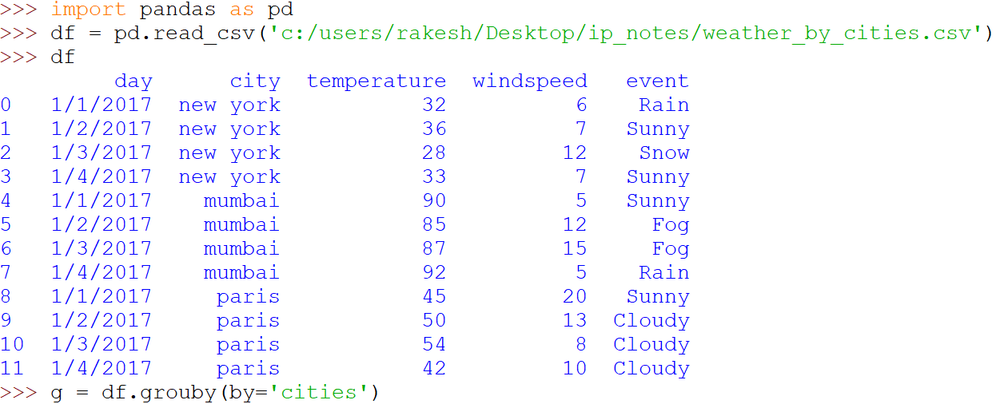 >>> import pandas as pd
>>> df = pd.read_csv('c:/users/rakesh/Desktop/ip_notes/weather_by_cities.csv')
>>> df
         day      city  temperature  windspeed   event
0   1/1/2017  new york           32          6    Rain
1   1/2/2017  new york           36          7   Sunny
2   1/3/2017  new york           28         12    Snow
3   1/4/2017  new york           33          7   Sunny
4   1/1/2017    mumbai           90          5   Sunny
5   1/2/2017    mumbai           85         12     Fog
6   1/3/2017    mumbai           87         15     Fog
7   1/4/2017    mumbai           92          5    Rain
8   1/1/2017     paris           45         20   Sunny
9   1/2/2017     paris           50         13  Cloudy
10  1/3/2017     paris           54          8  Cloudy
11  1/4/2017     paris           42         10  Cloudy
>>> g = df.grouby(by='cities')